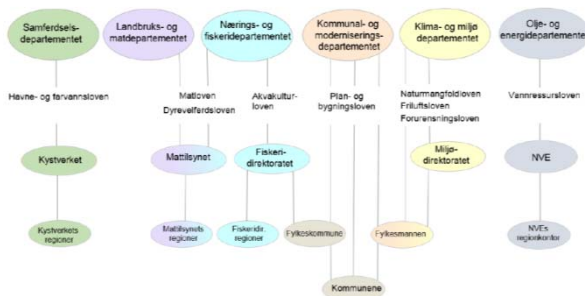 Samferdsels-
departementet
Landbruks- og
matdepartementet
Nærings- og
fiskeridepartementet
Kommunal- og
moderniserings-
departementet
Klima- og miljø
departementet
Olje- og
energidepartementet
Havne- og farvannsloven
Matloven
Dyrevelferdsloven
Akvakultur-
loven
Plan- og
bygningsloven
Naturmangfoldloven
Friluftsloven
Forurensningsloven
Vannressursloven
Kystverket
Mattilsynet
Fiskeri-
direktoratet
Miljø-
direktoratet
NVE
Kystverkets
regioner
Mattilsynets
regioner
Fiskeridir.
regioner
Fylkeskommune
Fylkesmannen
NVEs
regionkontor
Kommunene